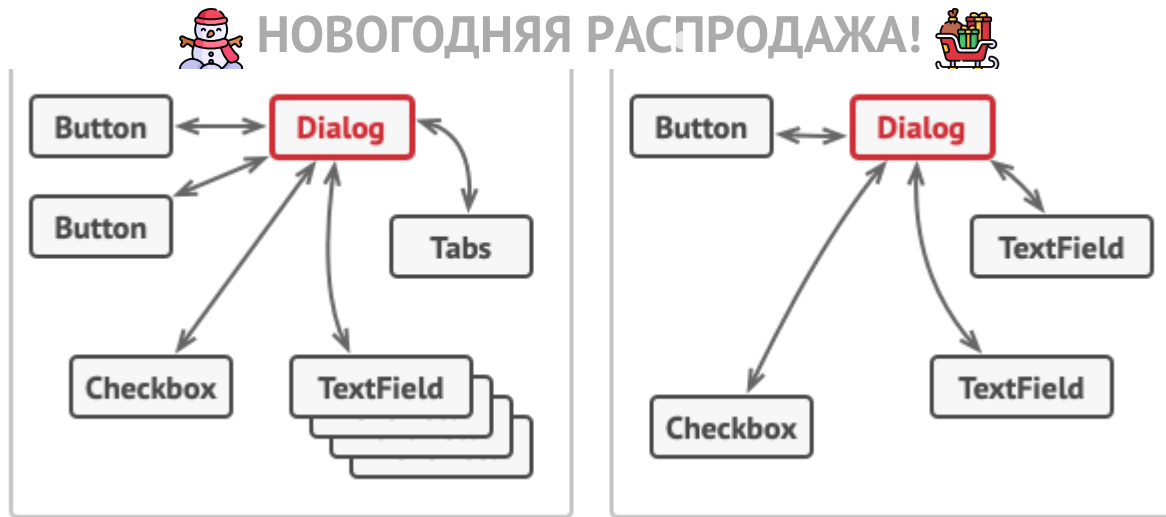 НОВОГОДНЯЯ РАСПРОДАЖА!
Button
Dialog
Button
Tabs
Checkbox
TextField
Button
Dialog
TextField
TextField
Checkbox